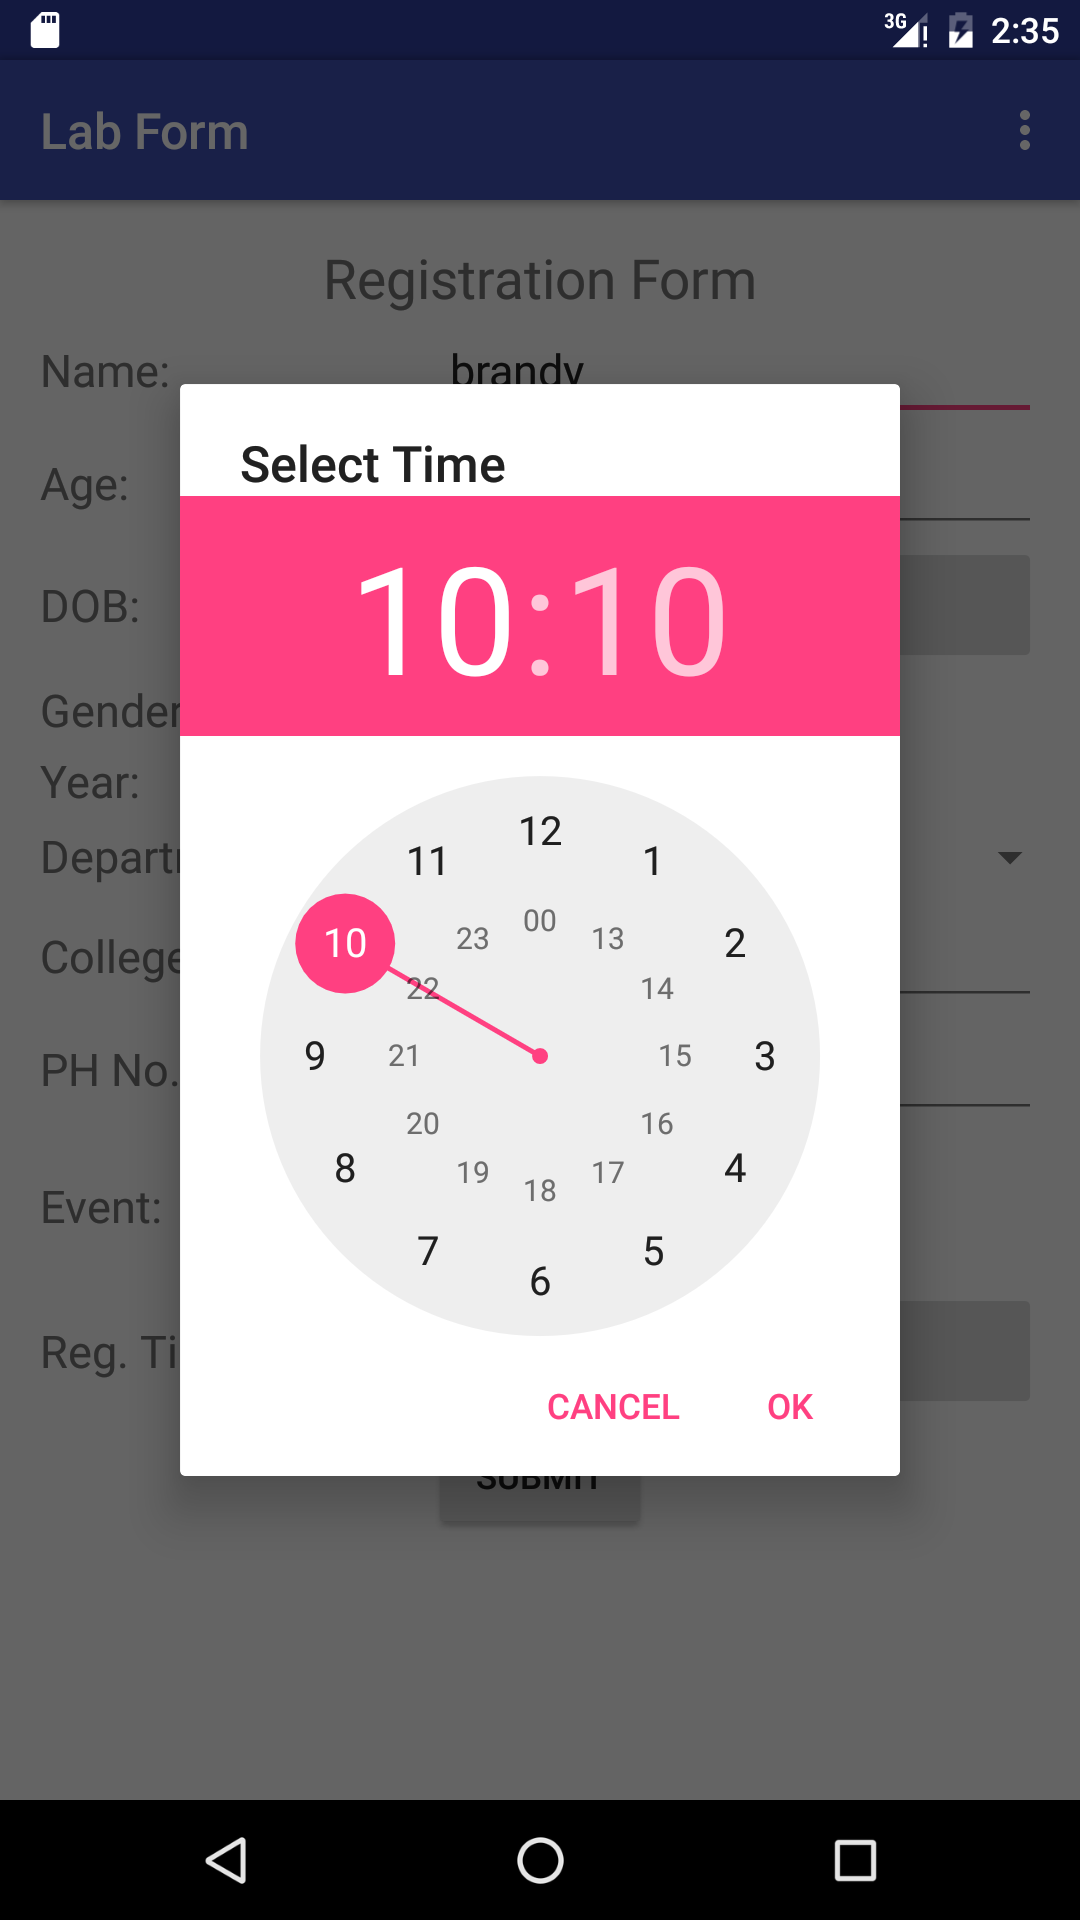 3G 2:35
Lab Form
Registration Form
Name: brandy
Age:
DOB:
Gender
Year:
College
PH No.
Event:
Reg.
Select Time
10:10
12
11 1
00
10 23 13 2
22 14
9 21 15 3
20 16
8 19 17 4
18
7 5
6
CANCEL OK
SUBMIT